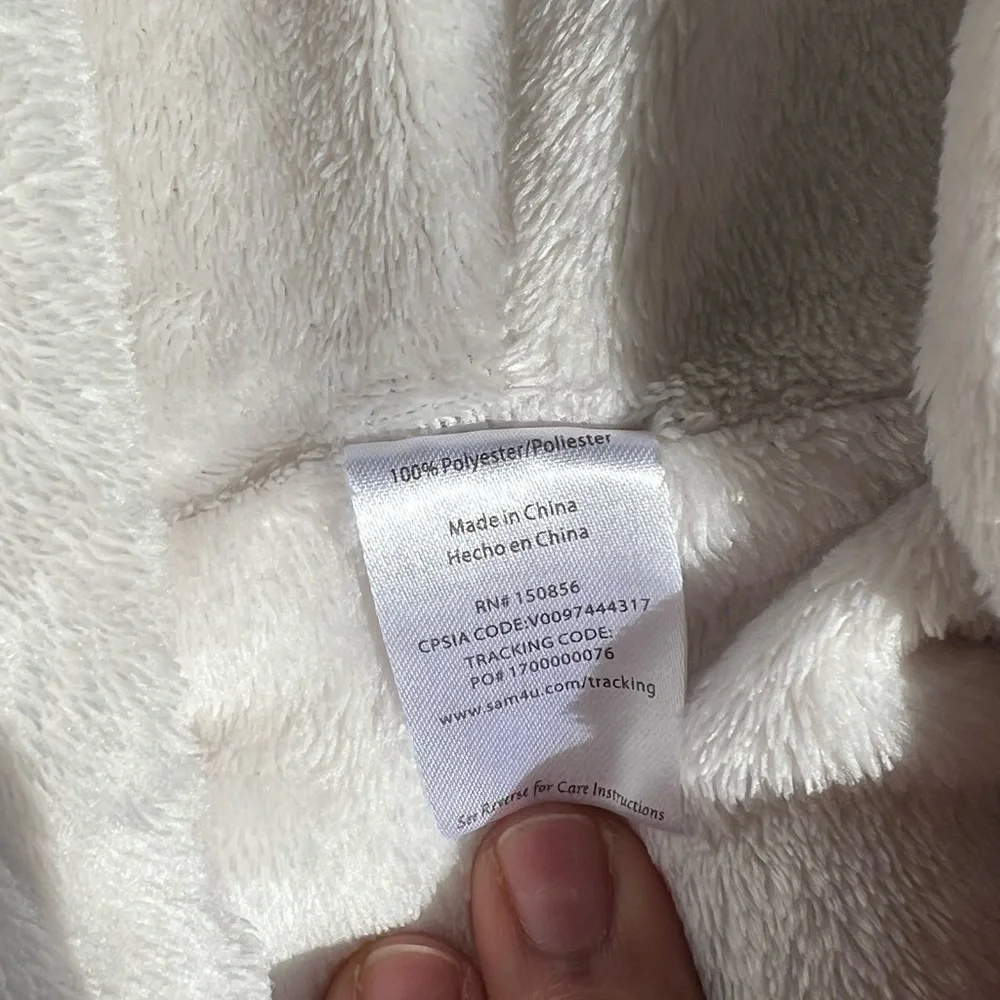 100% Polyester/Poliester
Made in China
Hecho en China
RN# 150856
CPSIA CODE:V0097444317
TRACKING CODE:
PO# 1700000076
www.sam4u.com/tracking
See Reverse for Care Instructions